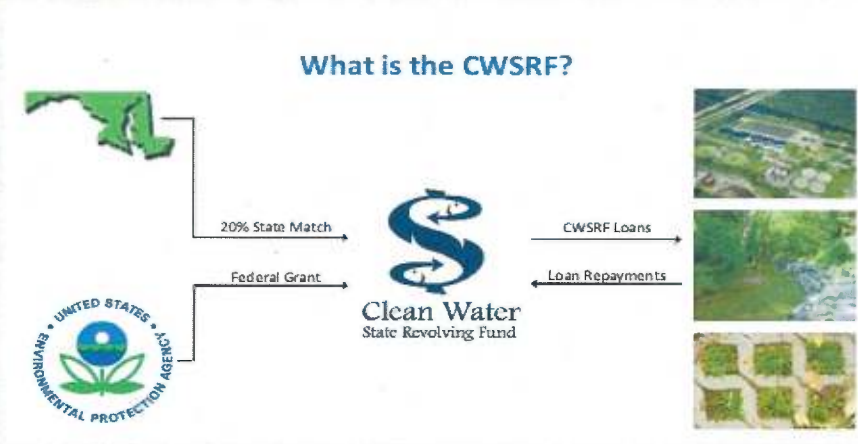 What is the CWSRF?
20% State Match
CWSRF Loans
Federal Grant
Loan Repayments
Clean Water
State Revolving Fund
UNITED STATES
ENVIRONMENTAL PROTECTION AGENCY